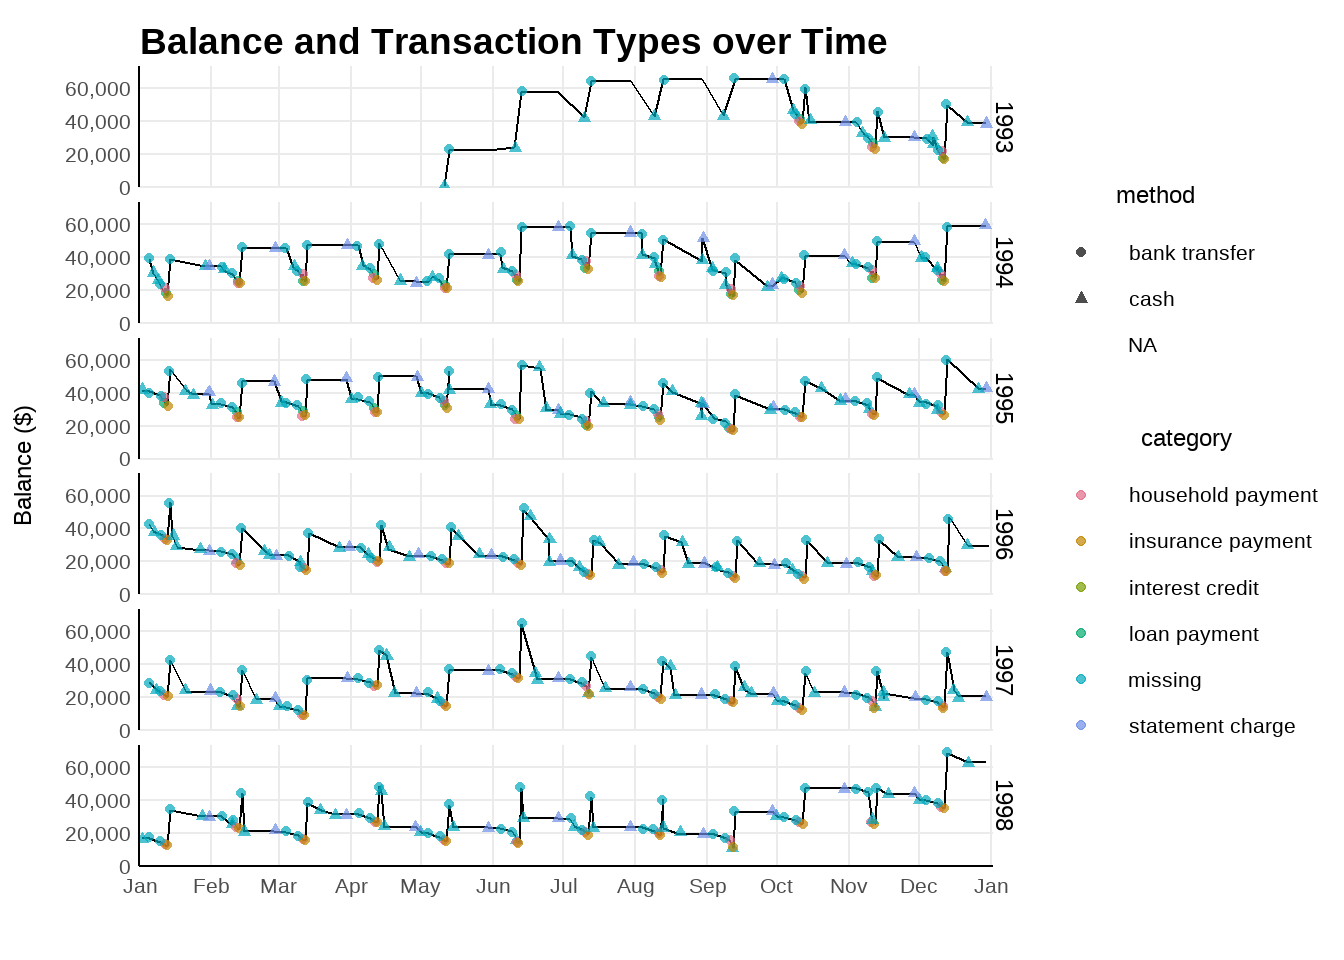 Balance and Transaction Types over Time
60,000
40,000
20,000
0
1993
60,000
40,000
20,000
0
1994
60,000
40,000
20,000
0
1995
60,000
40,000
20,000
0
1996
60,000
40,000
20,000
0
1997
60,000
40,000
20,000
0
1998
Jan Feb Mar Apr May Jun Jul Aug Sep Oct Nov Dec Jan
Balance ($)
method
bank transfer
cash
NA
category
household payment
insurance payment
interest credit
loan payment
missing
statement charge